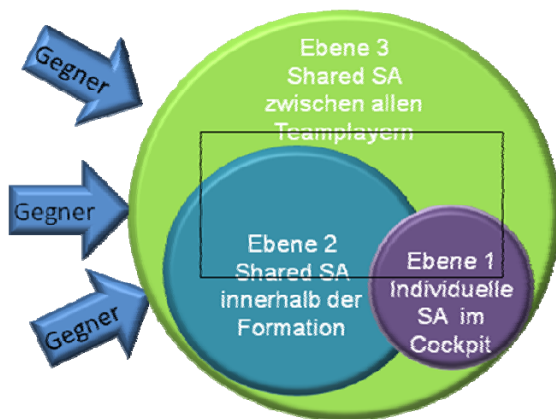 Gegner
Gegner
Gegner
Ebene 3
Shared SA
zwischen allen
Teamplayern
Ebene 2
Shared SA
innerhalb der
Formation
Ebene 1
Individuelle
SA im
Cockpit